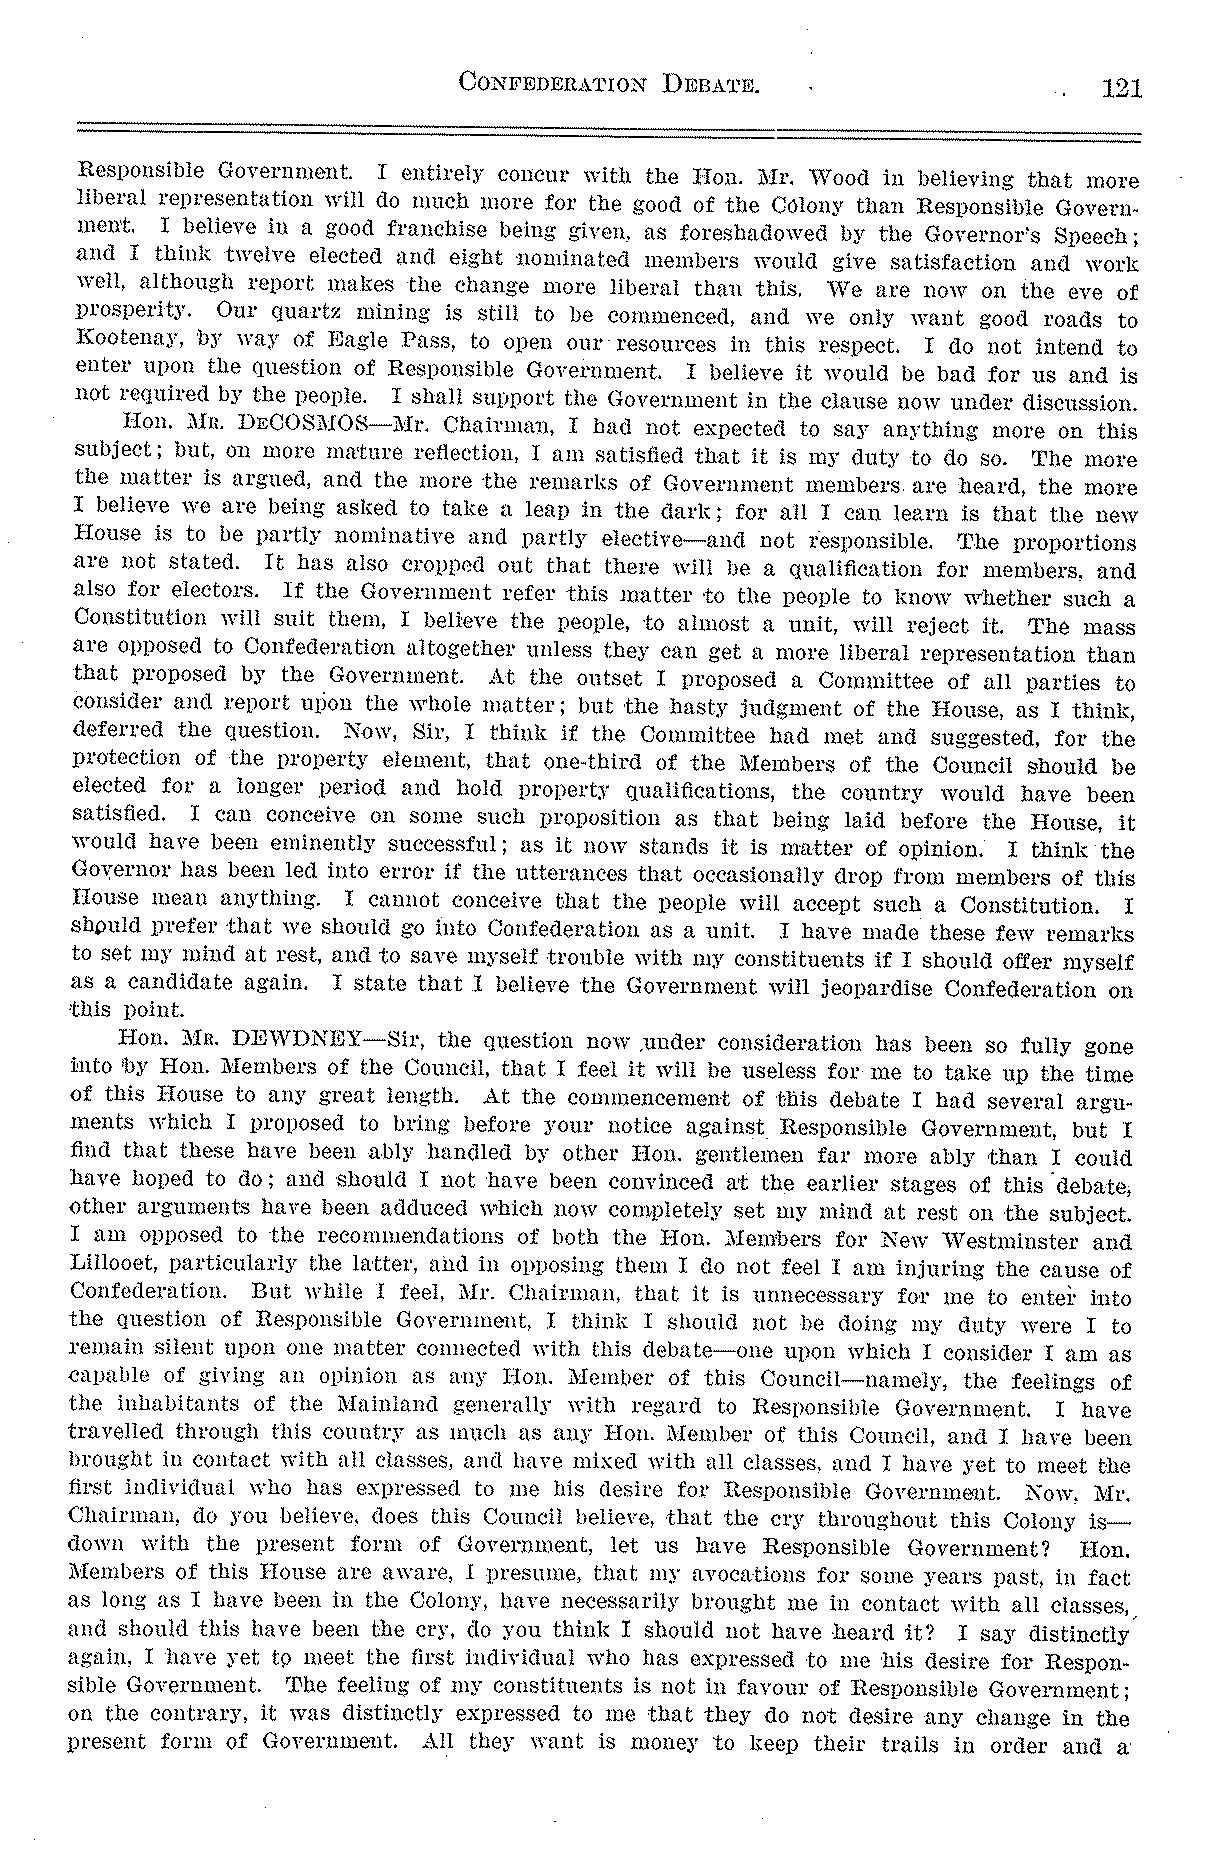 CONFEDERATION DEBATE. 121
Responsible Government. I entirely concur with the Hon. Mr. Wood in believing that more
liberal representation will do much more for the good of the Colony than Responsible Govern-
ment. I believe in a good franchise being given, as foreshadowed by the Governor's Speech;
and I think twelve elected and eight nominated members would give satisfaction and work
well, although report makes the change more liberal than this. We are now on the eve of
prosperity. Our quartz mining is still to be commenced, and we only want good roads to
Kootenay, by way of Eagle Pass, to open our resources in this respect. I do not intend to
enter upon the question of Responsible Government. I believe it would be bad for us and is
not required by the people. I shall support the Government in the clause now under discussion.
Hon. MR. DECOSMOS—Mr. Chairman, I had not expected to say anything more on this
subject; but, on more mature reflection, I am satisfied that it is my duty to do so. The more
the matter is argued, and the more the remarks of Government members are heard, the more
I believe we are being asked to take a leap in the dark; for all I can learn is that the new
House is to be partly nominative and partly elective—and not responsible. The proportions
are not stated. It has also cropped out that there will be a qualification for members, and
also for electors. If the Government refer this matter to the people to know whether such a
Constitution will suit them, I believe the people, to almost a unit, will reject it. The mass
are opposed to Confederation altogether unless they can get a more liberal representation than
that proposed by the Government. At the outset I proposed a Committee of all parties to
consider and report upon the whole matter; but the hasty judgment of the House, as I think,
deferred the question. Now, Sir, I think if the Committee had met and suggested, for the
protection of the property element, that one-third of the Members of the Council should be
elected for a longer period and hold property qualifications, the country would have been
satisfied. I can conceive on some such proposition as that being laid before the House, it
would have been eminently successful; as it now stands it is matter of opinion. I think the
Governor has been led into error if the utterances that occasionally drop from members of this
House mean anything. I cannot conceive that the people will accept such a Constitution. I
should prefer that we should go into Confederation as a unit. I have made these few remarks
to set my mind at rest, and to save myself trouble with my constituents if I should offer myself
as a candidate again. I state that I believe the Government will jeopardise Confederation on
this point.
Hon. MR. DEWDNEY—Sir, the question now under consideration has been so fully gone
into by Hon. Members of the Council, that I feel it will be useless for me to take up the time
of this House to any great length. At the commencement of this debate I had several argu-
ments which I proposed to bring before your notice against Responsible Government, but I
find that these have been ably handled by other Hon. gentlemen far more ably than I could
have hoped to do; and should I not have been convinced at the earlier stages of this debate,
other arguments have been adduced which now completely set my mind at rest on the subject.
I am opposed to the recommendations of both the Hon. Members for New Westminster and
Lillooet, particularly the latter, and in opposing them I do not feel I am injuring the cause of
Confederation. But while I feel, Mr. Chairman, that it is unnecessary for me to enter into
the question of Responsible Government, I think I should not be doing my duty were I to
remain silent upon one matter connected with this debate—one upon which I consider I am as
capable of giving an opinion as any Hon. Member of this Council—namely, the feelings of
the inhabitants of the Mainland generally with regard to Responsible Government. I have
travelled through this country as much as any Hon. Member of this Council, and I have been
brought in contact with all classes, and have mixed with all classes, and I have yet to meet the
first individual who has expressed to me his desire for Responsible Government. Now, Mr.
Chairman, do you believe, does this Council believe, that the cry throughout this Colony is—
down with the present form of Government, let us have Responsible Government? Hon.
Members of this House are aware, I presume, that my avocations for some years past, in fact
as long as I have been in the Colony, have necessarily brought me in contact with all classes,
and should this have been the cry, do you think I should not have heard it? I say distinctly
again, I have yet to meet the first individual who has expressed to me his desire for Respon-
sible Government. The feeling of my constituents is not in favour of Responsible Government;
on the contrary, it was distinctly expressed to me that they do not desire any change in the
present form of Government. All they want is money to keep their trails in order and a